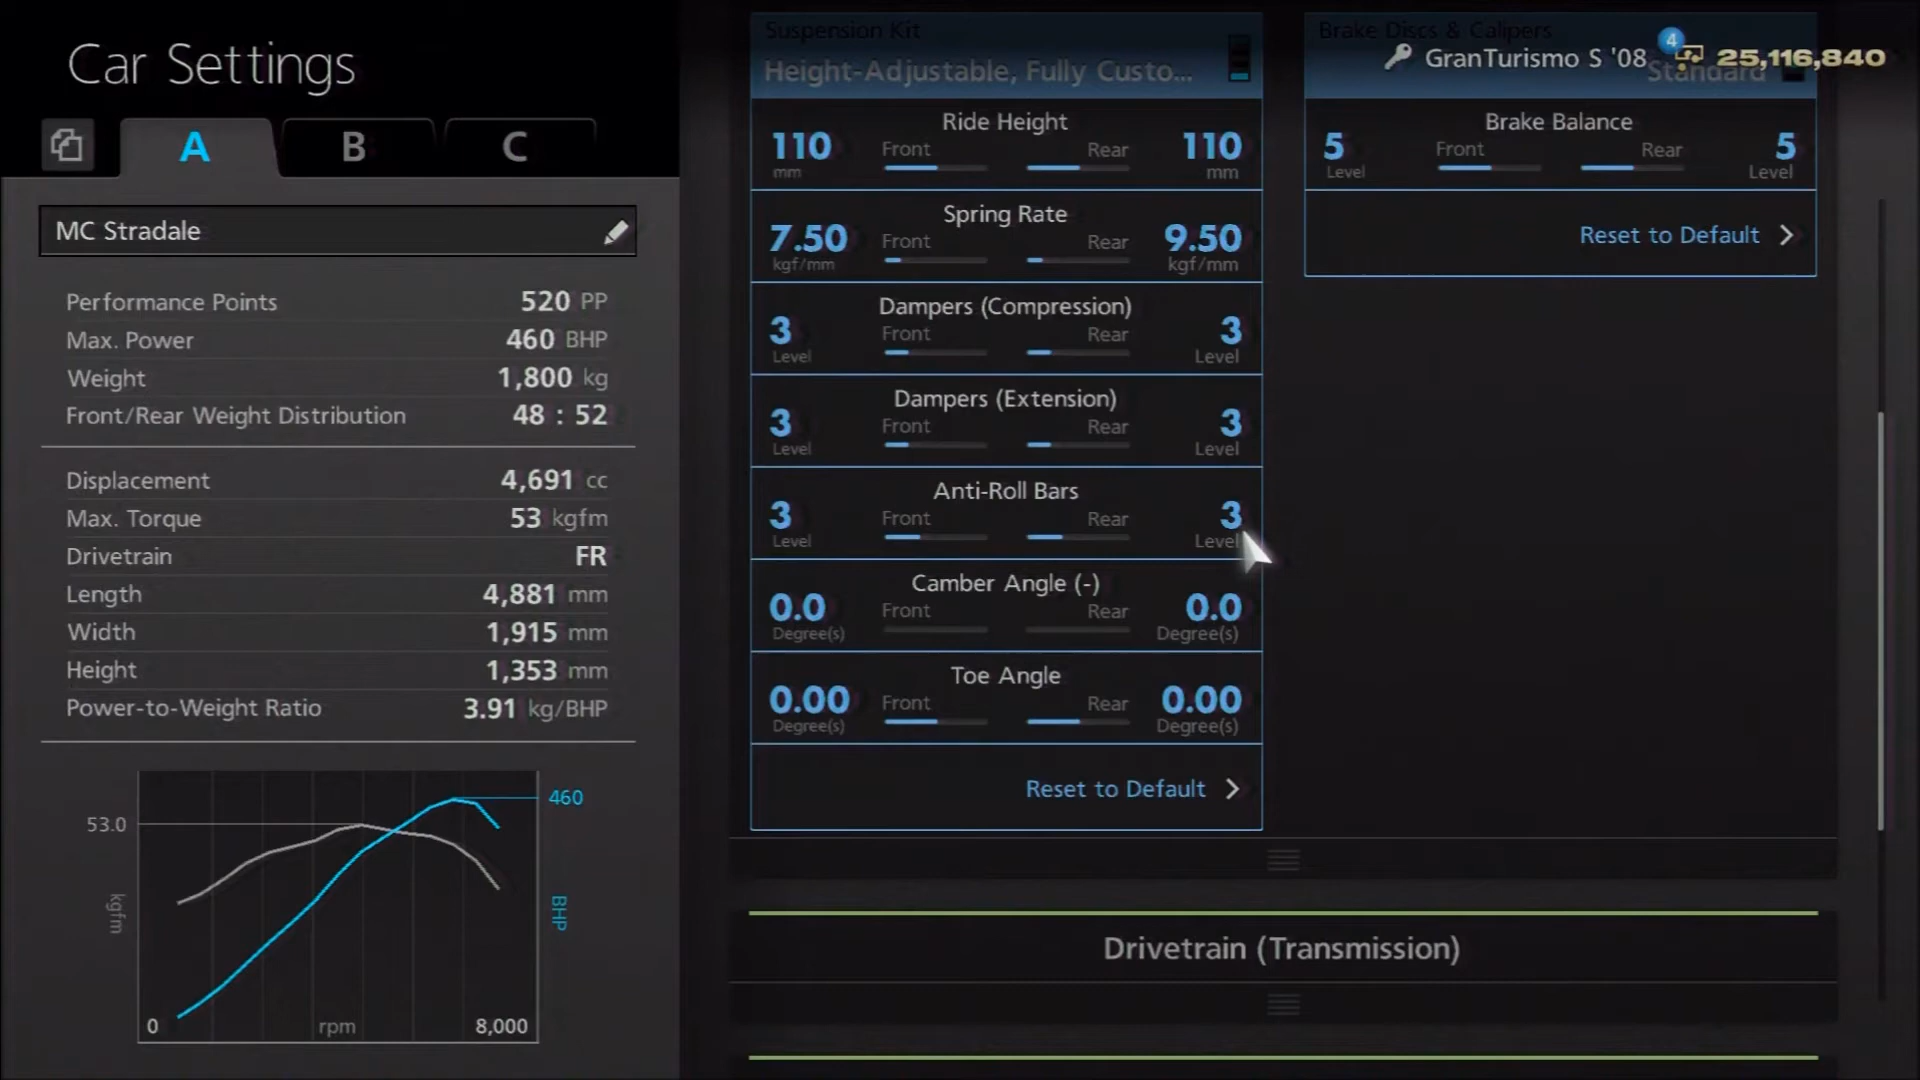 Car Settings
A B C
MC Stradale
Performance Points 520 PP
Max. Power 460 BHP
Weight 1,800 kg
Front/Rear Weight Distribution 48 : 52
Displacement 4,691 cc
Max. Torque 53 kgfm
Drivetrain FR
Length 4,881 mm
Width 1,915 mm
Height 1,353 mm
Power-to-Weight Ratio 3.91 kg/BHP
460
53.0
kgfm
BHP
0 rpm 8,000
Suspension Kit
Height-Adjustable, Fully Custo...
Ride Height
110 mm Front Rear 110 mm
Spring Rate
7.50 kgf/mm Front Rear 9.50 kgf/mm
Dampers (Compression)
3 Level Front Rear 3 Level
Dampers (Extension)
3 Level Front Rear 3 Level
Anti-Roll Bars
3 Level Front Rear 3 Level
Camber Angle (-)
0.0 Degree(s) Front Rear 0.0 Degree(s)
Toe Angle
0.00 Degree(s) Front Rear 0.00 Degree(s)
Reset to Default
Brake Discs & Calipers
Standard
GranTurismo S '08 4 25,116,840
Brake Balance
5 Level Front Rear 5 Level
Reset to Default
Drivetrain (Transmission)